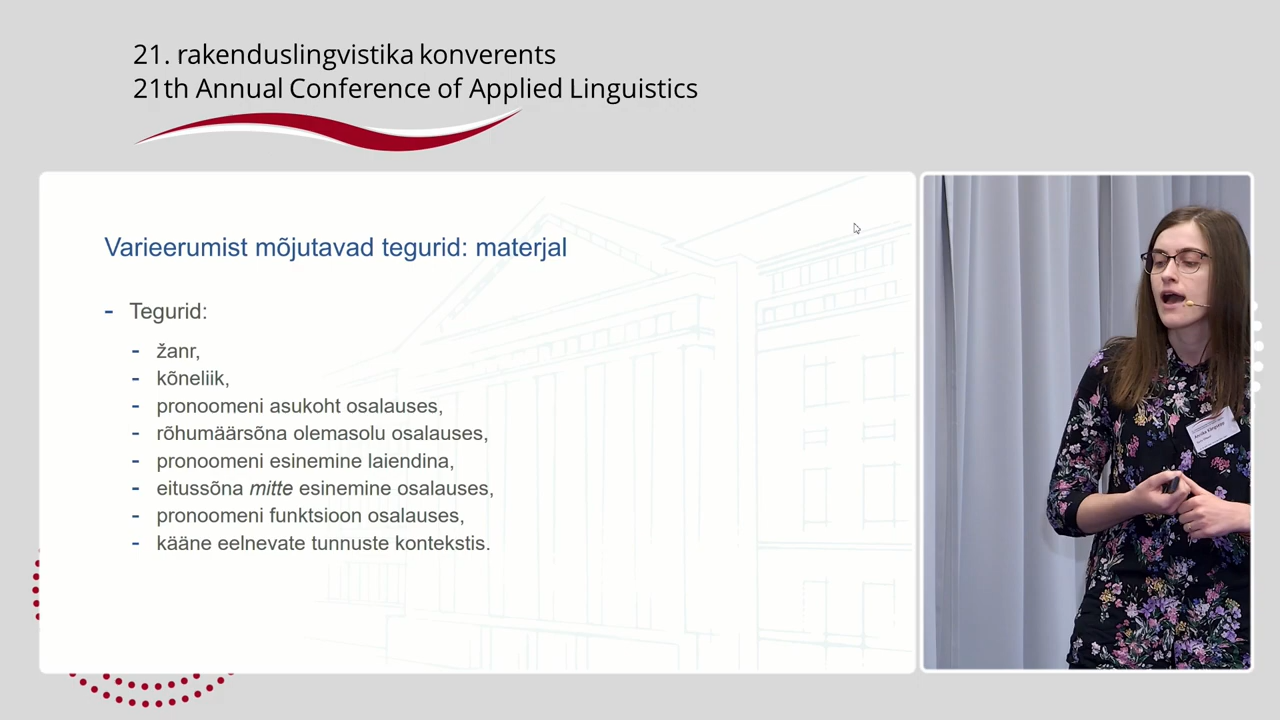 21. rakenduslingvistika konverents
21th Annual Conference of Applied Linguistics
Varieerumist mõjutavad tegurid: materjal
- Tegurid:
- žanr,
- kõneliik,
- pronoomeni asukoht osalauses,
- rõhumäärsõna olemasolu osalauses,
- pronoomeni esinemine laiendina,
- eitussõna mitte esinemine osalauses,
- pronoomeni funktsioon osalauses,
- kääne eelnevate tunnuste kontekstis.